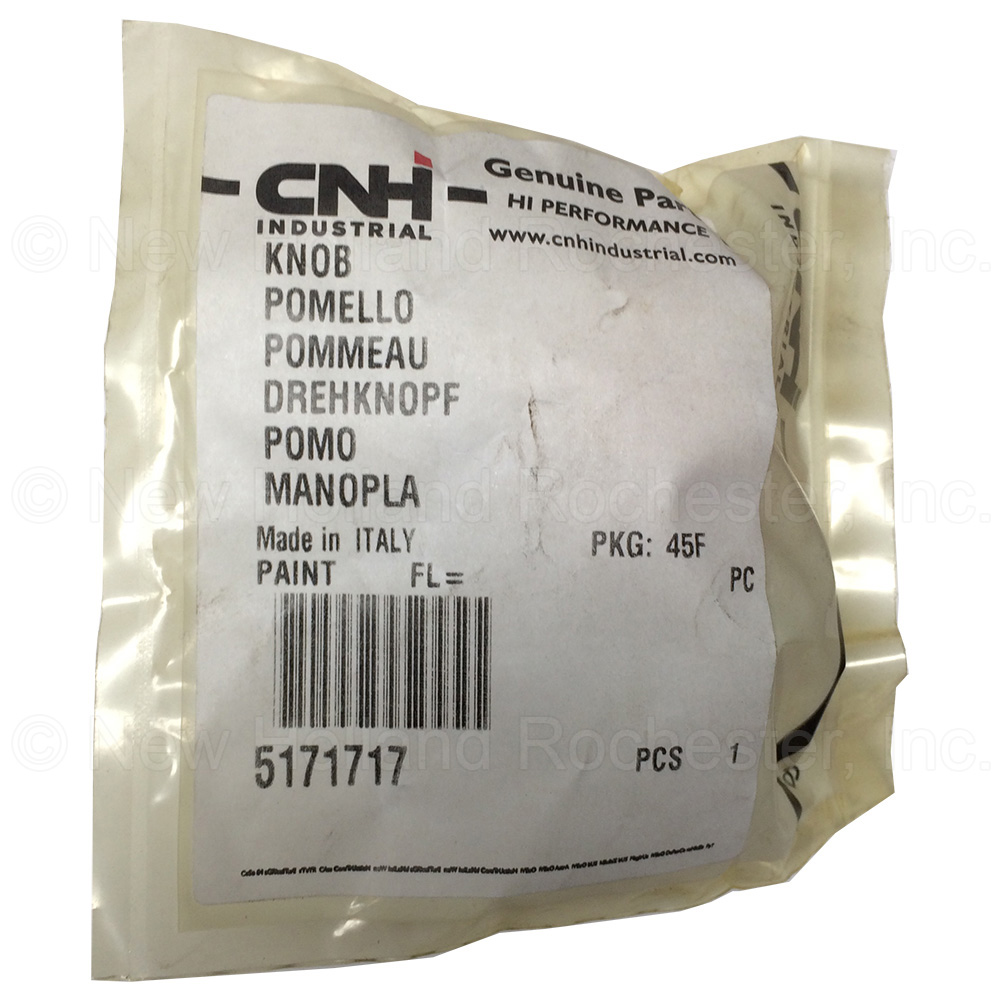 CNH
INDUSTRIAL
Genuine Par
HI PERFORMANCE
www.cnhindustrial.com
KNOB
POMELLO
POMMEAU
DREHKNOPF
POMO
MANOPLA
Made in ITALY
PKG: 45F
PAINT FL=
PC
5171717
PCS 1
© New Holland Rochester, Inc.
© New Holland Rochester, Inc.
© New Holland Rochester, Inc.